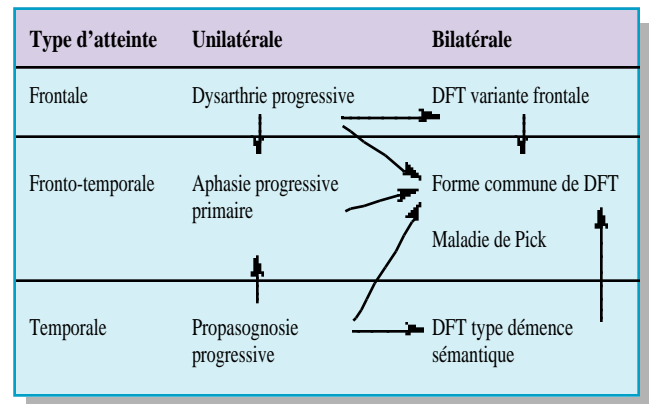 Type d'atteinte Unilatérale Bilatérale
Frontale Dysarthrie progressive DFT variante frontale
Fronto-temporale Aphasie progressive Forme commune de DFT
primaire
Maladie de Pick
Temporale Propasognosie DFT type démence
progressive sémantique